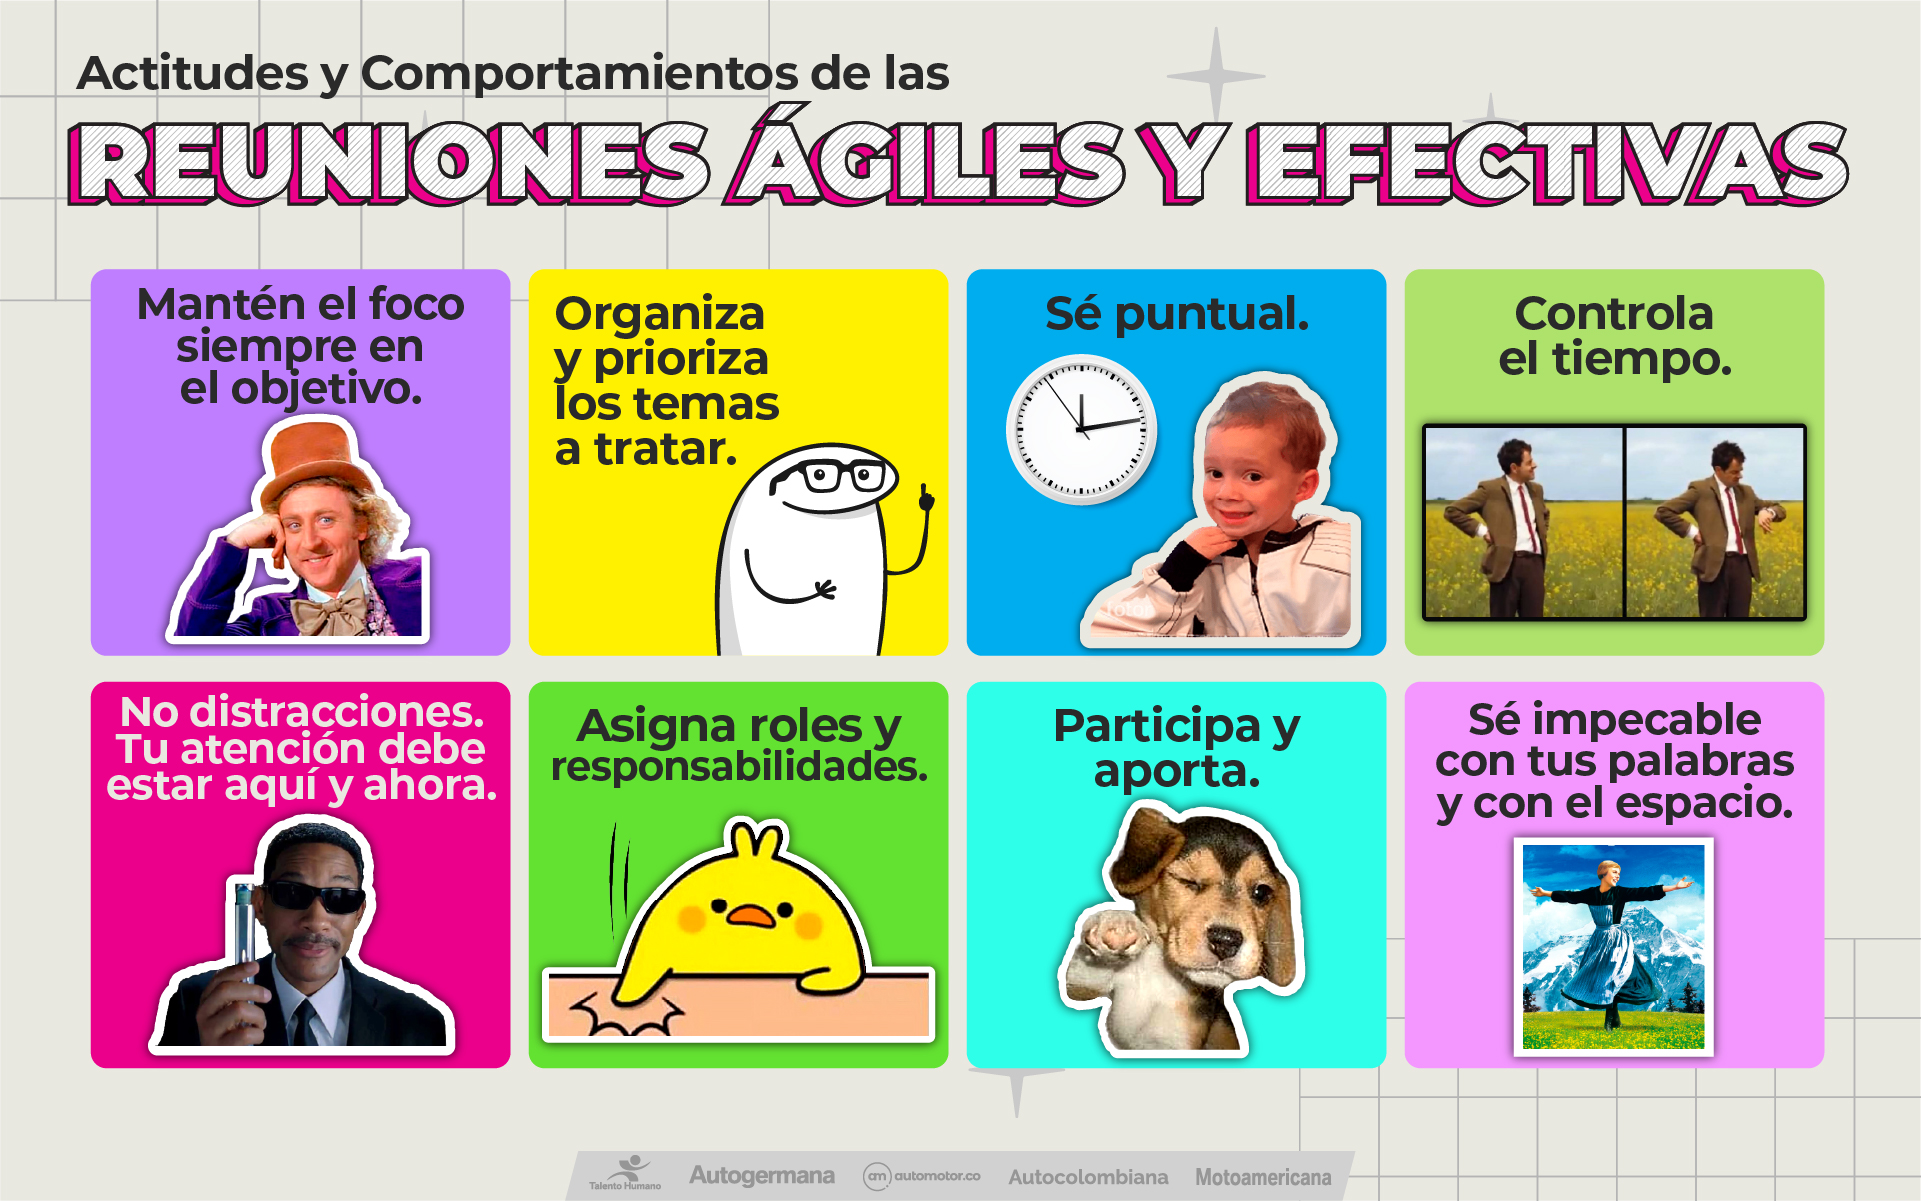 Actitudes y Comportamientos de las
REUNIONES ÁGILES Y EFECTIVAS
Mantén el foco
siempre en
el objetivo.
Organiza
y prioriza
los temas
a tratar.
Sé puntual.
Controla
el tiempo.
No distracciones.
Tu atención debe
estar aquí y ahora.
Asigna roles y
responsabilidades.
Participa y
aporta.
Sé impecable
con tus palabras
y con el espacio.
Talento Humano
Autogermana
am automotor.co
Autocolombiana
Motoamericana